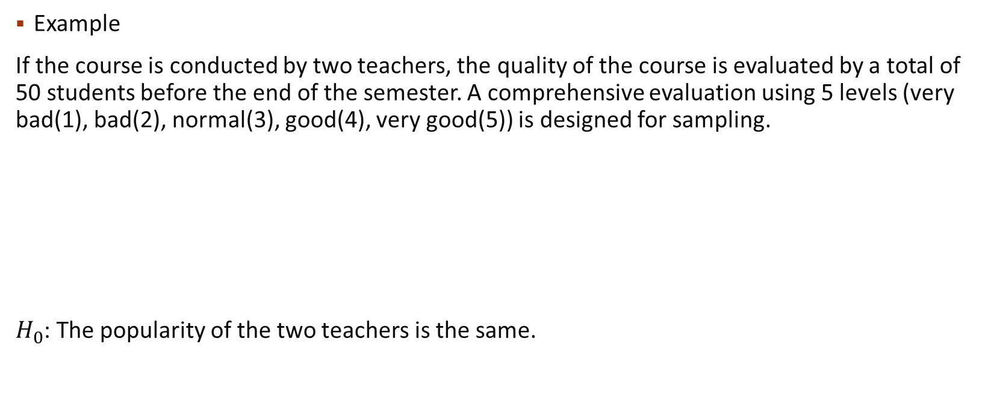 ▪ Example
If the course is conducted by two teachers, the quality of the course is evaluated by a total of
50 students before the end of the semester. A comprehensive evaluation using 5 levels (very
bad(1), bad(2), normal(3), good(4), very good(5)) is designed for sampling.
H₀: The popularity of the two teachers is the same.